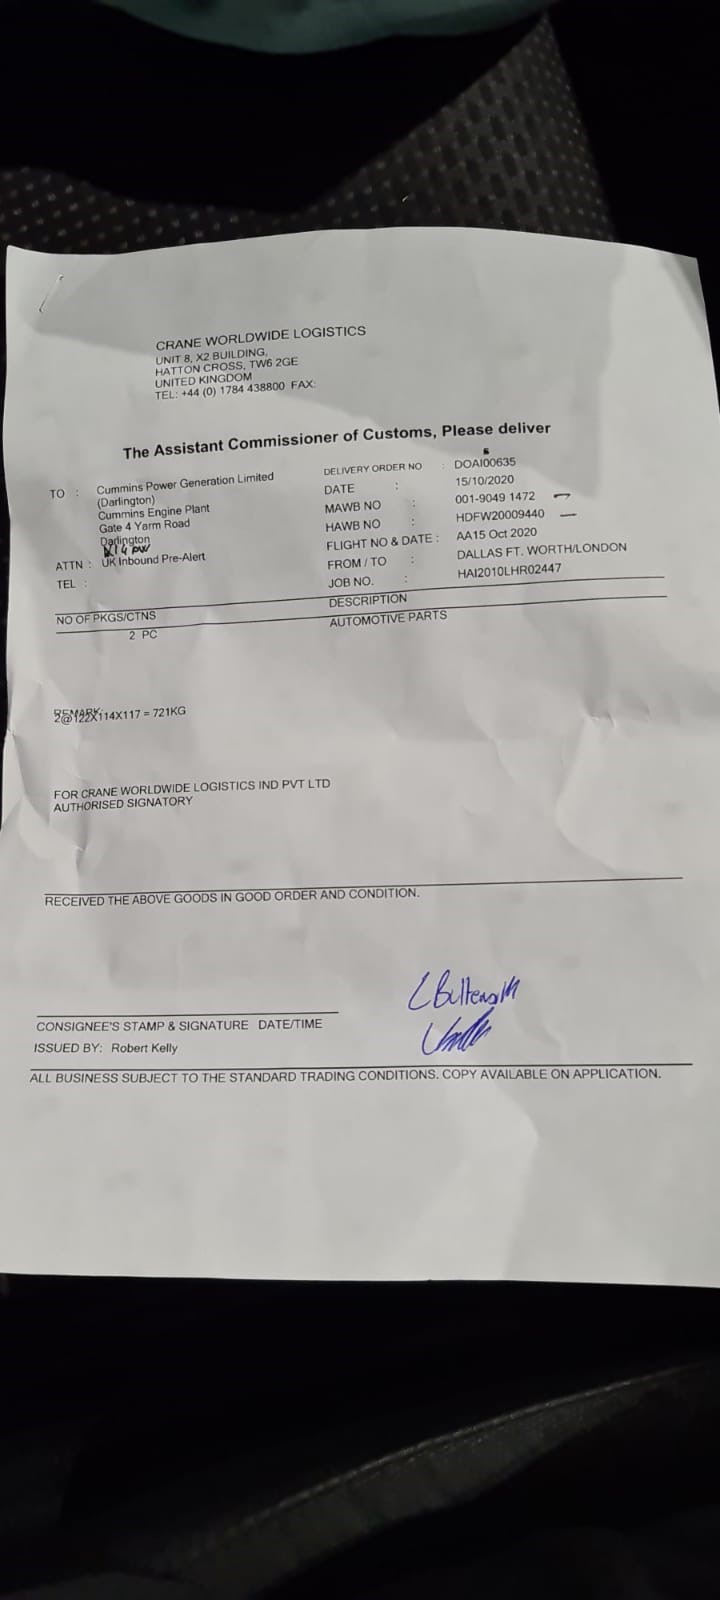 CRANE WORLDWIDE LOGISTICS
UNIT 8, X2 BUILDING,
HATTON CROSS, TW6 2GE
UNITED KINGDOM
TEL: +44 (0) 1784 438800 FAX:
The Assistant Commissioner of Customs, Please deliver
TO : Cummins Power Generation Limited
(Darlington)
Cummins Engine Plant
Gate 4 Yarm Road
Darlington
ATTN : UK Inbound Pre-Alert
TEL :
DELIVERY ORDER NO : DOAI00635
DATE : 15/10/2020
MAWB NO : 001-9049 1472
HAWB NO : HDFW20009440
FLIGHT NO & DATE : AA15 Oct 2020
FROM / TO : DALLAS FT. WORTH/LONDON
JOB NO. : HAI2010LHR02447
NO OF PKGS/CTNS DESCRIPTION
2 PC AUTOMOTIVE PARTS
REMARK:
2@122X114X117 = 721KG
FOR CRANE WORLDWIDE LOGISTICS IND PVT LTD
AUTHORISED SIGNATORY
RECEIVED THE ABOVE GOODS IN GOOD ORDER AND CONDITION.
CONSIGNEE'S STAMP & SIGNATURE DATE/TIME
ISSUED BY: Robert Kelly
ALL BUSINESS SUBJECT TO THE STANDARD TRADING CONDITIONS. COPY AVAILABLE ON APPLICATION.